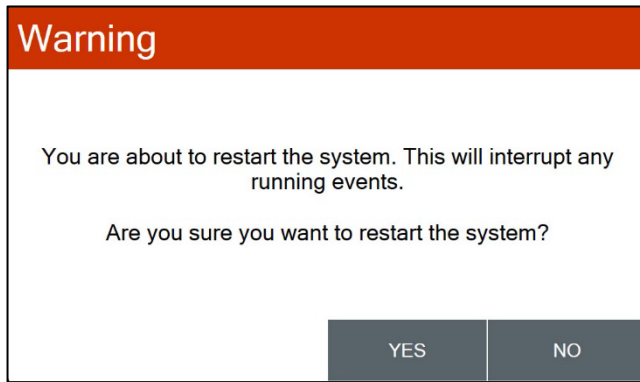 Warning
You are about to restart the system. This will interrupt any
running events.
Are you sure you want to restart the system?
YES
NO